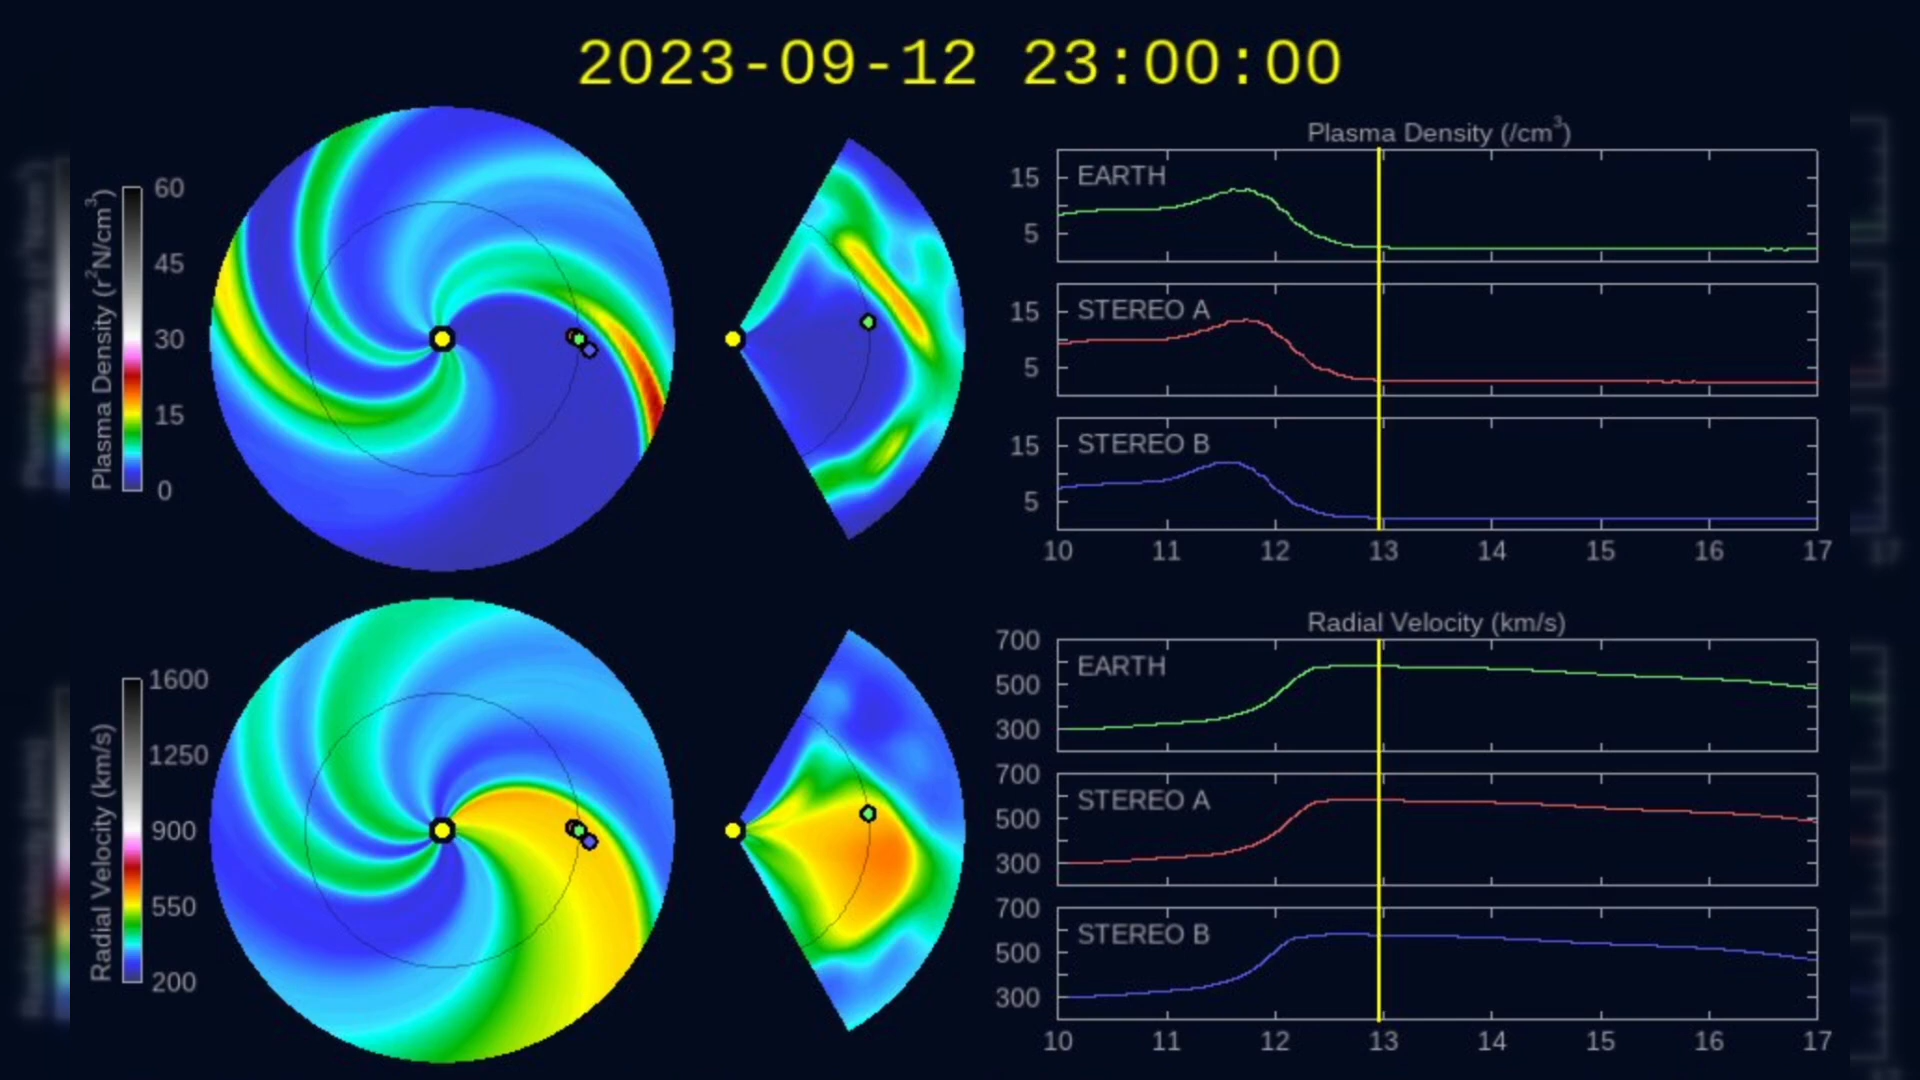 2023-09-12 23:00:00
Plasma Density (r²N/cm³)
60
45
30
15
0
Plasma Density (/cm³)
EARTH
15
5
STEREO A
15
5
STEREO B
15
5
10 11 12 13 14 15 16 17
Radial Velocity (km/s)
1600
1250
900
550
200
Radial Velocity (km/s)
EARTH
700
500
300
STEREO A
700
500
300
STEREO B
700
500
300
10 11 12 13 14 15 16 17